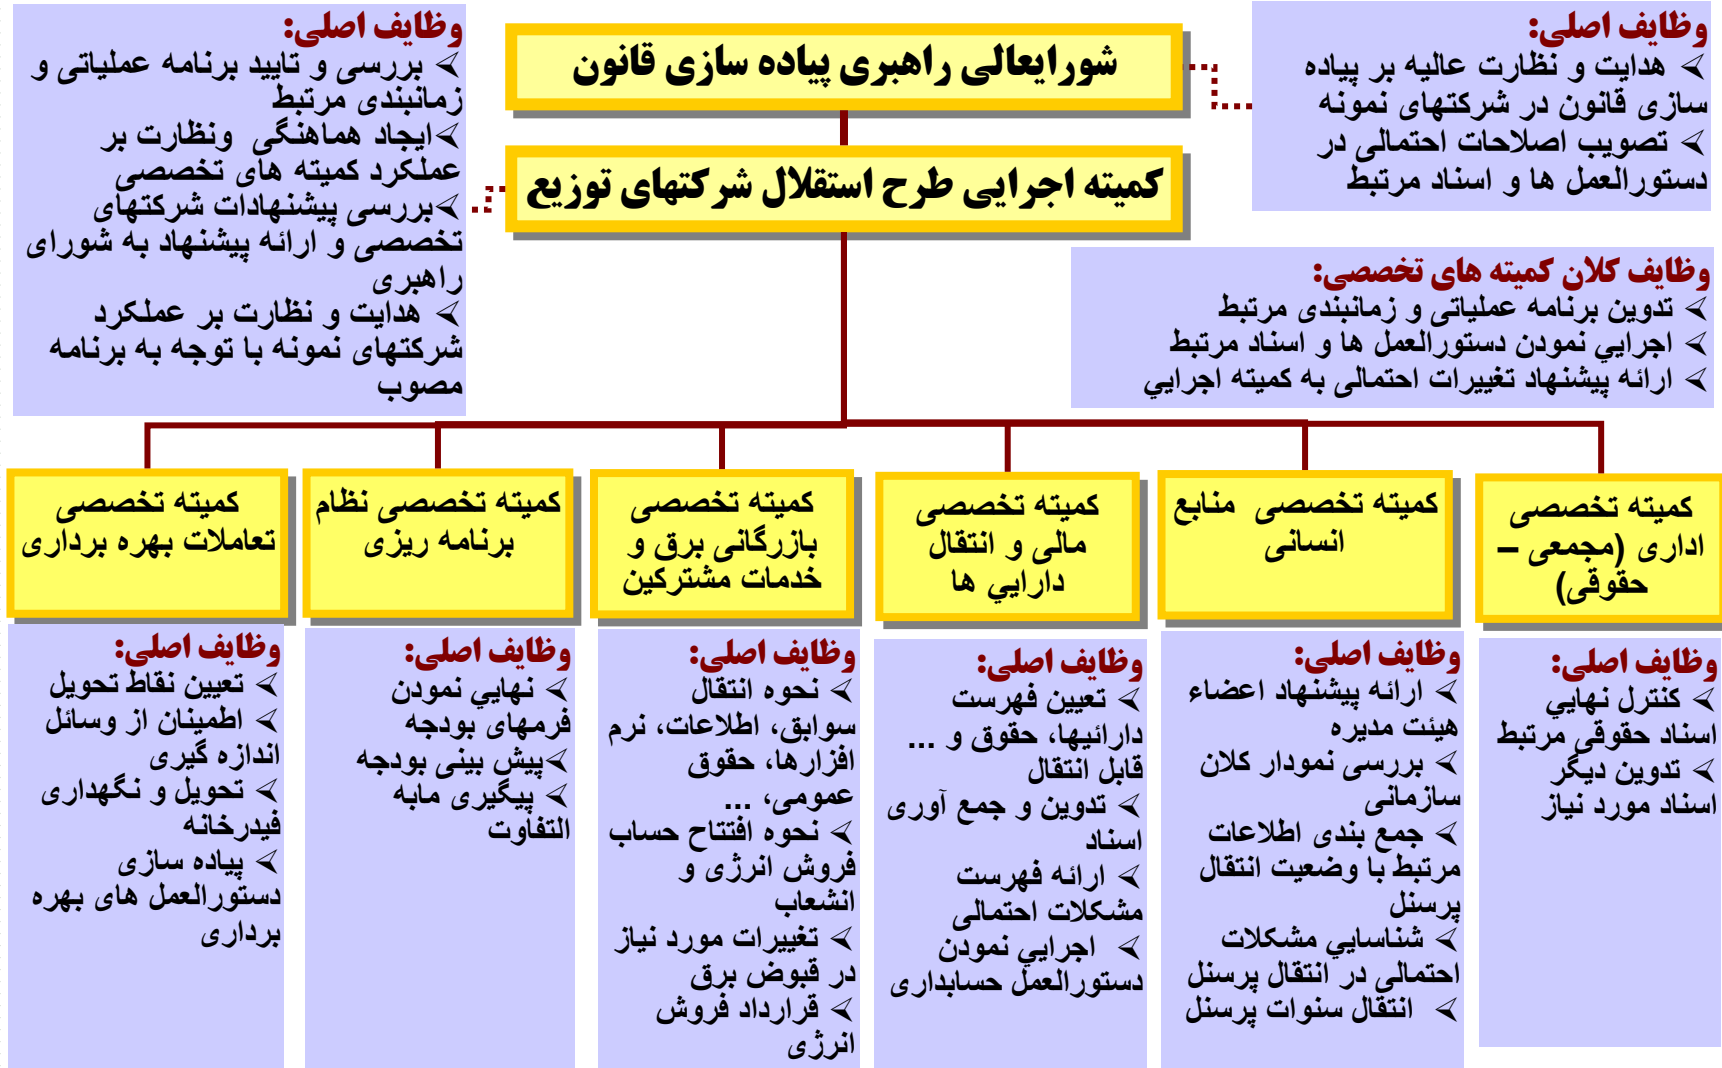 وظایف اصلی:
➢ هدایت و نظارت عالیه بر پیاده
سازی قانون در شرکتهای نمونه
➢ تصویب اصلاحات احتمالی در
دستورالعمل ها و اسناد مرتبط
شورایعالی راهبری پیاده سازی قانون
کمیته اجرایی طرح استقلال شرکتهای توزیع
وظایف اصلی:
➢ بررسی و تایید برنامه عملیاتی و
زمانبندی مرتبط
➢ایجاد هماهنگی ونظارت بر
عملکرد کمیته های تخصصی
➢بررسی پیشنهادات شرکتهای
تخصصی و ارائه پیشنهاد به شورای
راهبری
➢ هدایت و نظارت بر عملکرد
شرکتهای نمونه با توجه به برنامه
مصوب
وظایف کلان کمیته های تخصصی:
➢ تدوین برنامه عملیاتی و زمانبندی مرتبط
➢ اجرايي نمودن دستورالعمل ها و اسناد مرتبط
➢ ارائه پیشنهاد تغییرات احتمالی به کمیته اجرايي
کمیته تخصصی
اداری (مجمعی –
حقوقی)
وظایف اصلی:
➢ کنترل نهايي
اسناد حقوقی مرتبط
➢ تدوین دیگر
اسناد مورد نیاز
کمیته تخصصی منابع
انسانی
وظایف اصلی:
➢ ارائه پیشنهاد اعضاء
هیئت مدیره
➢ بررسی نمودار کلان
سازمانی
➢ جمع بندی اطلاعات
مرتبط با وضعیت انتقال
پرسنل
➢ شناسايي مشکلات
احتمالی در انتقال پرسنل
➢ انتقال سنوات پرسنل
کمیته تخصصی
مالی و انتقال
دارايي ها
وظایف اصلی:
➢ تعیین فهرست
دارائیها، حقوق و ...
قابل انتقال
➢ تدوین و جمع آوری
اسناد
➢ ارائه فهرست
مشکلات احتمالی
➢ اجرايي نمودن
دستورالعمل حسابداری
کمیته تخصصی
بازرگانی برق و
خدمات مشترکین
وظایف اصلی:
➢ نحوه انتقال
سوابق، اطلاعات، نرم
افزارها، حقوق
عمومی، ...
➢ نحوه افتتاح حساب
فروش انرژی و
انشعاب
➢ تغییرات مورد نیاز
در قبوض برق
➢ قرارداد فروش
انرژی
کمیته تخصصی نظام
برنامه ریزی
وظایف اصلی:
➢ نهايي نمودن
فرمهای بودجه
➢پیش بینی بودجه
➢ پیگیری مابه
التفاوت
کمیته تخصصی
تعاملات بهره برداری
وظایف اصلی:
➢ تعیین نقاط تحویل
➢ اطمینان از وسائل
اندازه گیری
➢ تحویل و نگهداری
فیدرخانه
➢ پیاده سازی
دستورالعمل های بهره
برداری